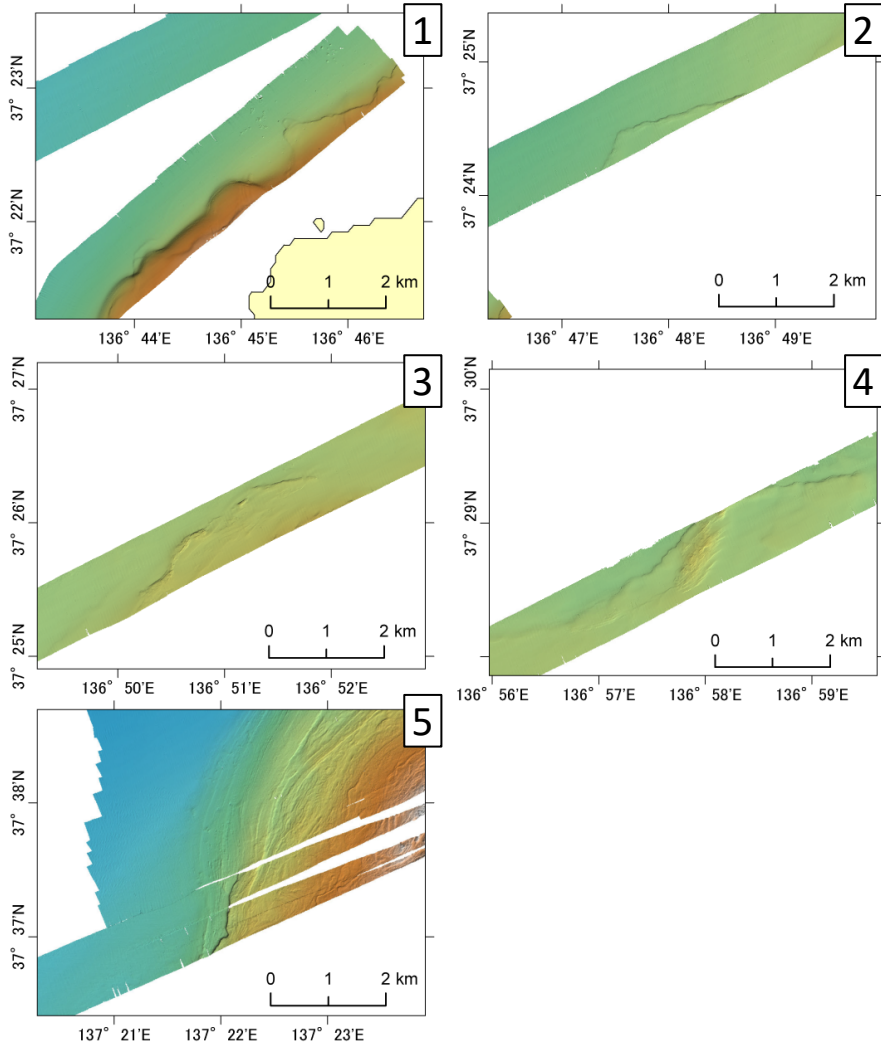 1
37° 23'N
37° 22'N
0 1 2 km
136° 44'E 136° 45'E 136° 46'E
2
37° 25'N
37° 24'N
0 1 2 km
136° 47'E 136° 48'E 136° 49'E
3
37° 27'N
37° 26'N
37° 25'N
0 1 2 km
136° 50'E 136° 51'E 136° 52'E
4
37° 30'N
37° 29'N
0 1 2 km
136° 56'E 136° 57'E 136° 58'E 136° 59'E
5
37° 38'N
37° 37'N
0 1 2 km
137° 21'E 137° 22'E 137° 23'E